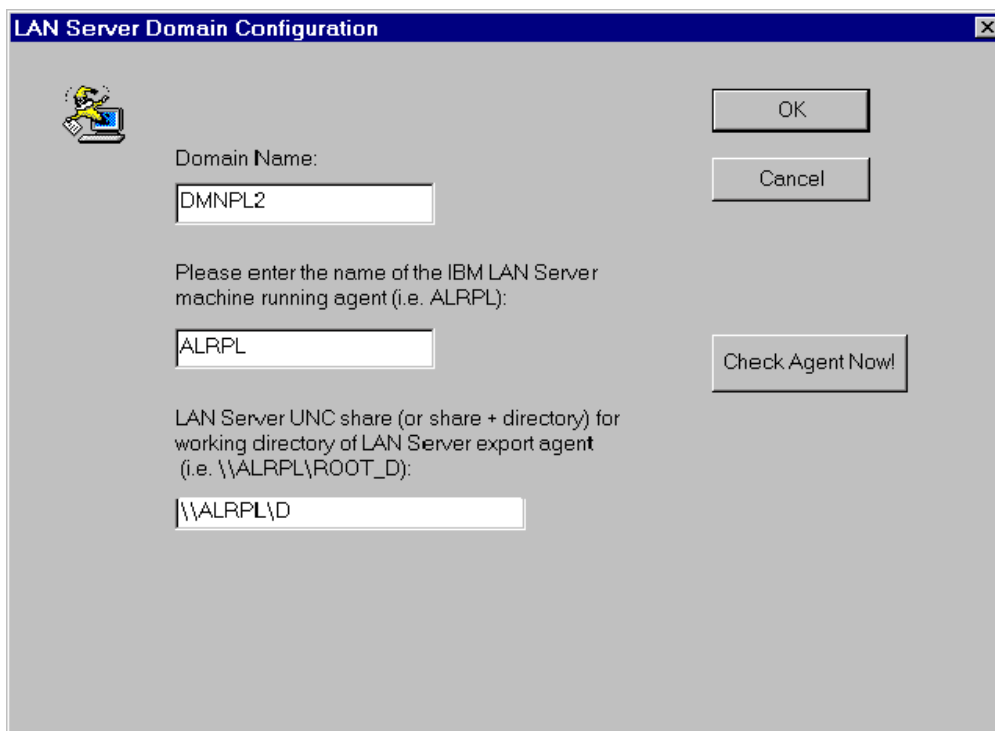 LAN Server Domain Configuration
OK
Domain Name:
Cancel
DMNPL2
Please enter the name of the IBM LAN Server
machine running agent (i.e. ALRPL):
ALRPL
Check Agent Now!
LAN Server UNC share (or share + directory) for
working directory of LAN Server export agent
(i.e. \\ALRPL\ROOT_D):
\\ALRPL\D